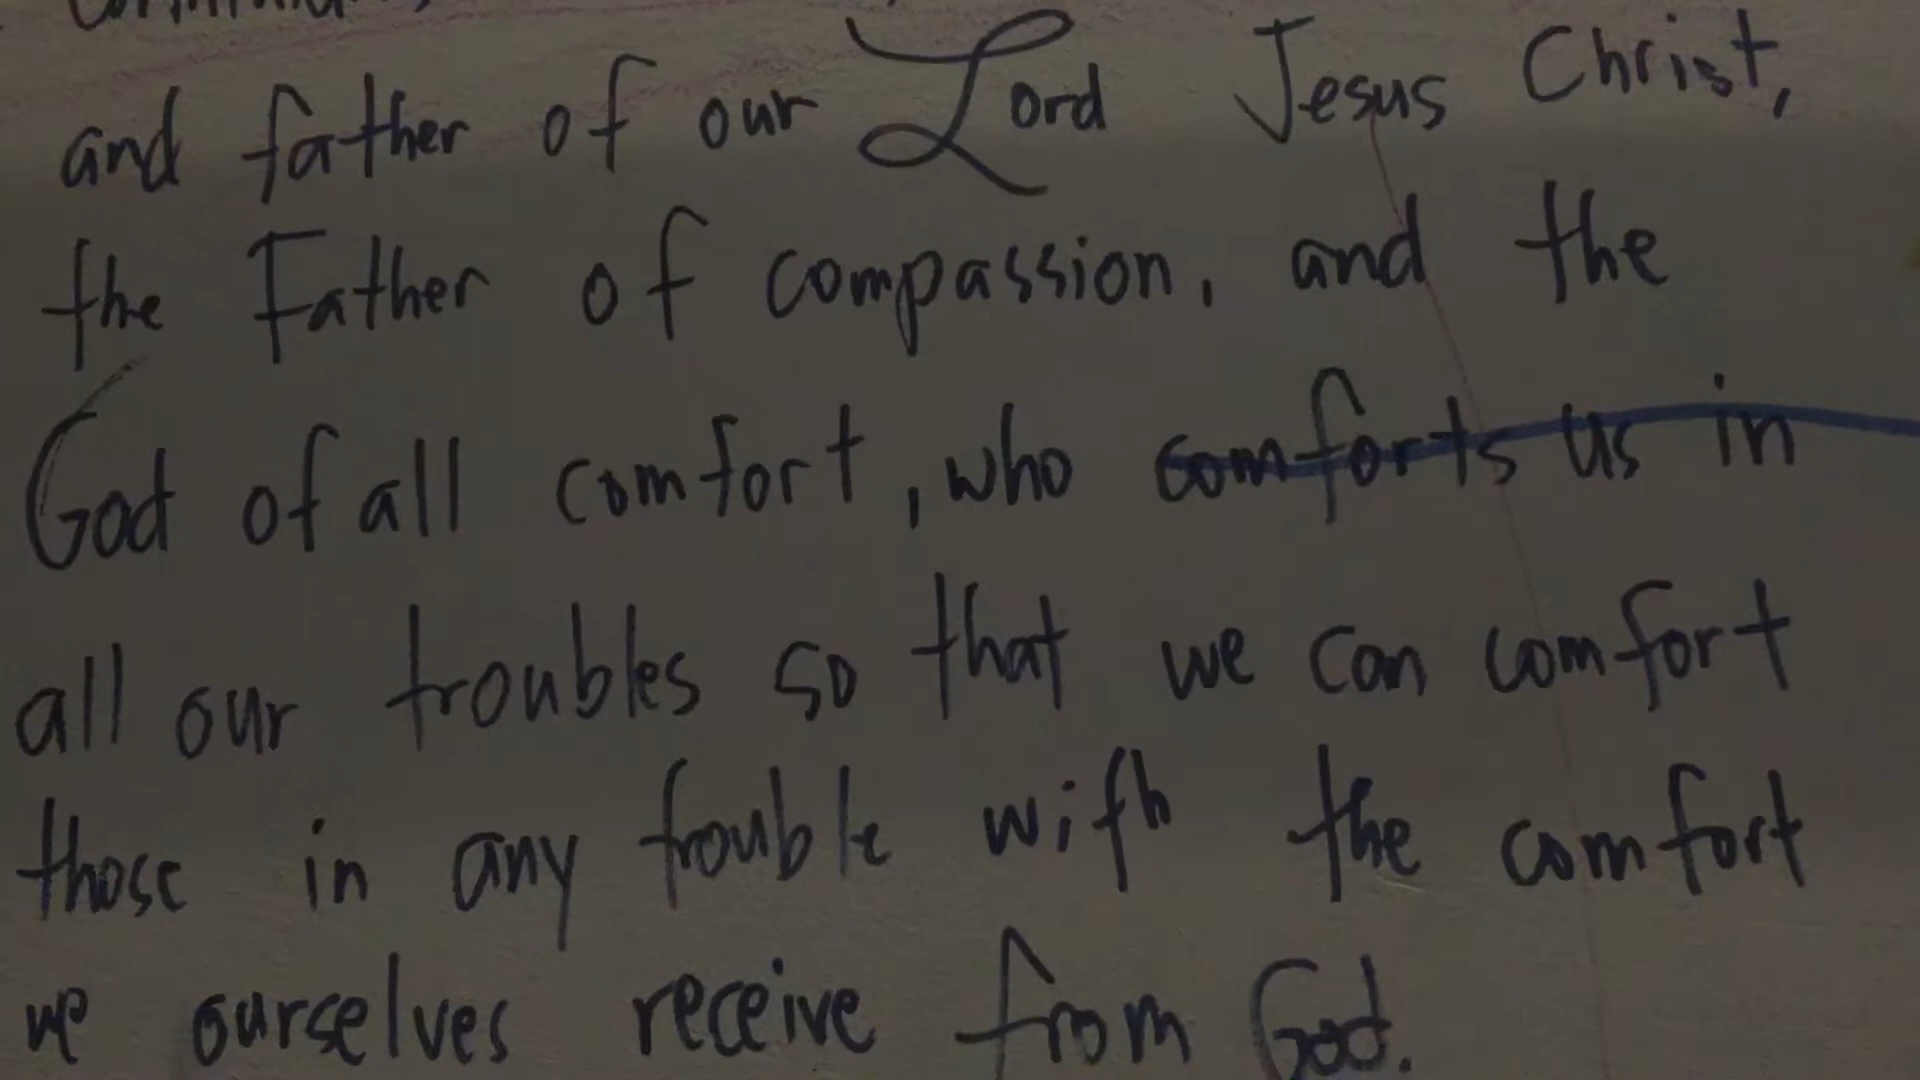 and father of our Lord Jesus Christ,
the Father of compassion, and the
God of all comfort, who comforts us in
all our troubles so that we can comfort
those in any trouble with the comfort
we ourselves receive from God.